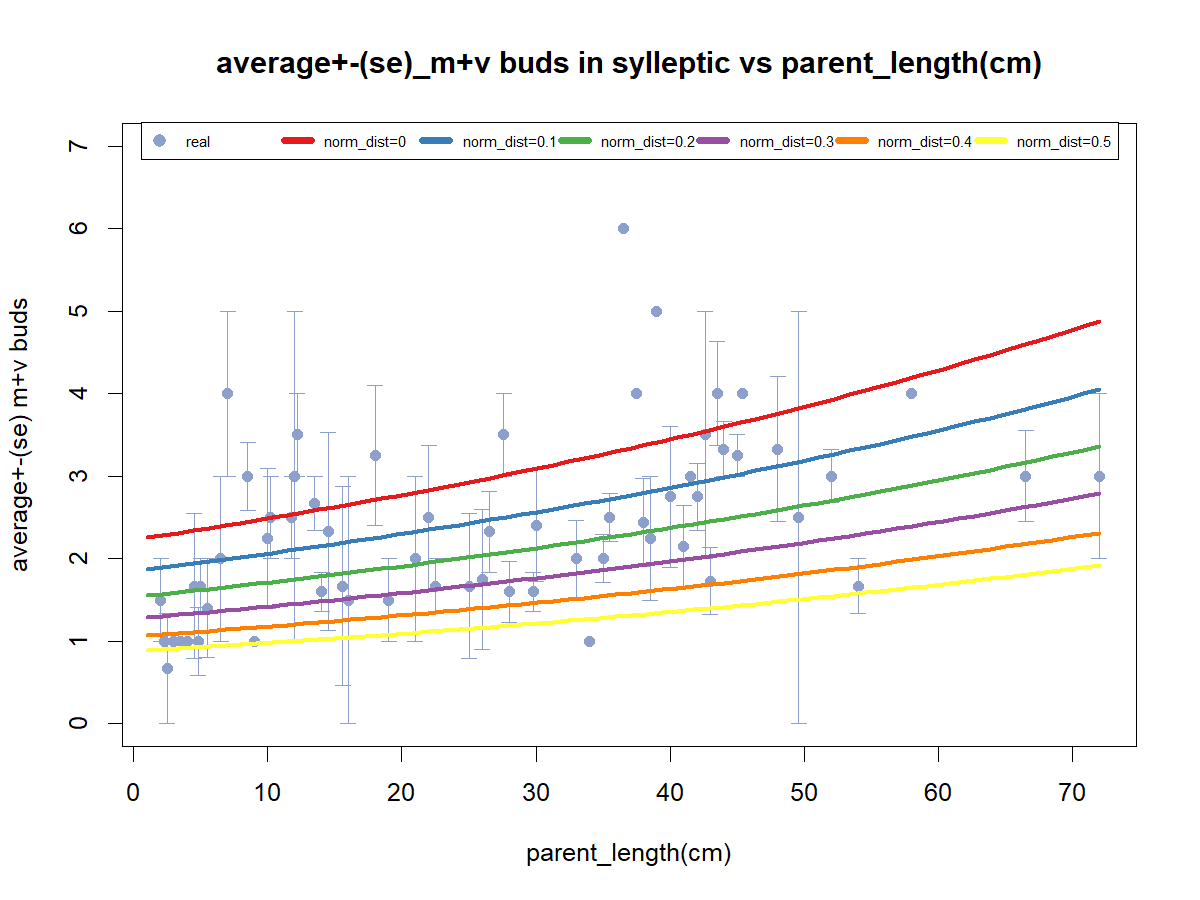 average+-(se)_m+v buds in sylleptic vs parent_length(cm)
real norm_dist=0 norm_dist=0.1 norm_dist=0.2 norm_dist=0.3 norm_dist=0.4 norm_dist=0.5
average+-(se) m+v buds
7
6
5
4
3
2
1
0
0 10 20 30 40 50 60 70
parent_length(cm)